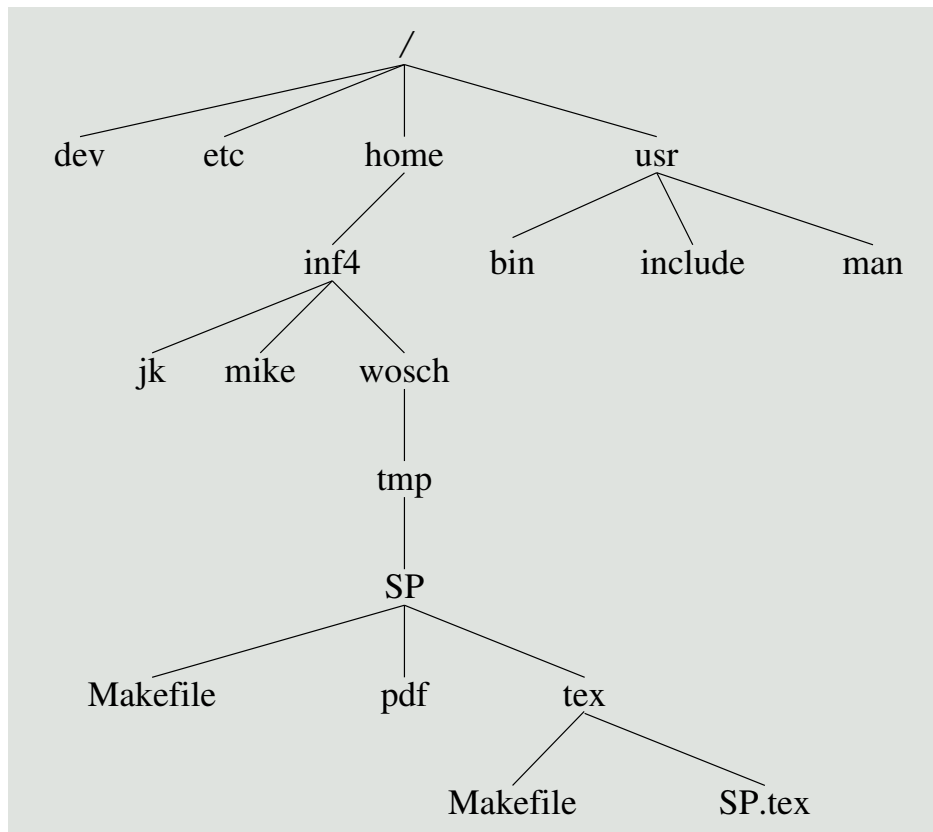 /
dev etc home usr
inf4 bin include man
jk mike wosch
tmp
SP
Makefile pdf tex
Makefile SP.tex